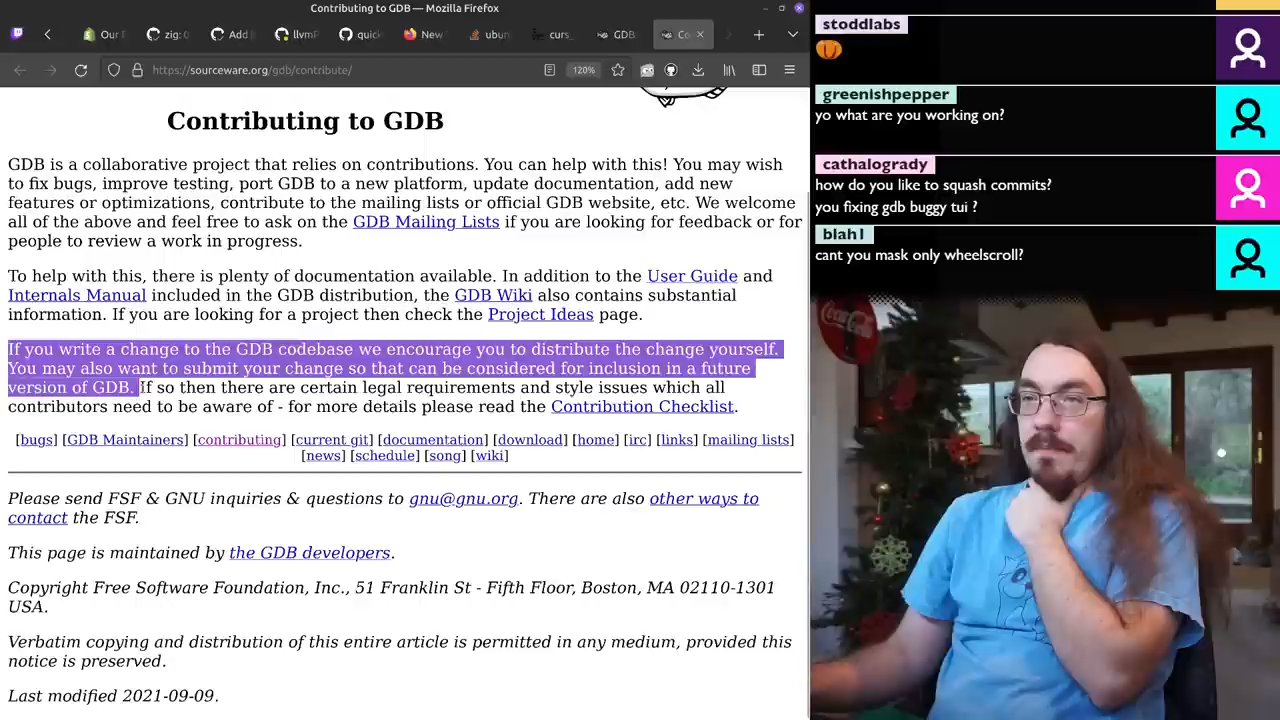 Contributing to GDB — Mozilla Firefox
Our
zig:
Add
llvmP
quick
New
ubun
curs_
GDB
Co
https://sourceware.org/gdb/contribute/
120%
Contributing to GDB
GDB is a collaborative project that relies on contributions. You can help with this! You may wish
to fix bugs, improve testing, port GDB to a new platform, update documentation, add new
features or optimizations, contribute to the mailing lists or official GDB website, etc. We welcome
all of the above and feel free to ask on the GDB Mailing Lists if you are looking for feedback or for
people to review a work in progress.
To help with this, there is plenty of documentation available. In addition to the User Guide and
Internals Manual included in the GDB distribution, the GDB Wiki also contains substantial
information. If you are looking for a project then check the Project Ideas page.
If you write a change to the GDB codebase we encourage you to distribute the change yourself.
You may also want to submit your change so that can be considered for inclusion in a future
version of GDB. If so then there are certain legal requirements and style issues which all
contributors need to be aware of - for more details please read the Contribution Checklist.
[bugs] [GDB Maintainers] [contributing] [current git] [documentation] [download] [home] [irc] [links] [mailing lists]
[news] [schedule] [song] [wiki]
Please send FSF & GNU inquiries & questions to gnu@gnu.org. There are also other ways to
contact the FSF.
This page is maintained by the GDB developers.
Copyright Free Software Foundation, Inc., 51 Franklin St - Fifth Floor, Boston, MA 02110-1301
USA.
Verbatim copying and distribution of this entire article is permitted in any medium, provided this
notice is preserved.
Last modified 2021-09-09.
stoddlabs
greenishpepper
yo what are you working on?
cathalogrady
how do you like to squash commits?
you fixing gdb buggy tui ?
blah1
cant you mask only wheelscroll?
Coca-Cola